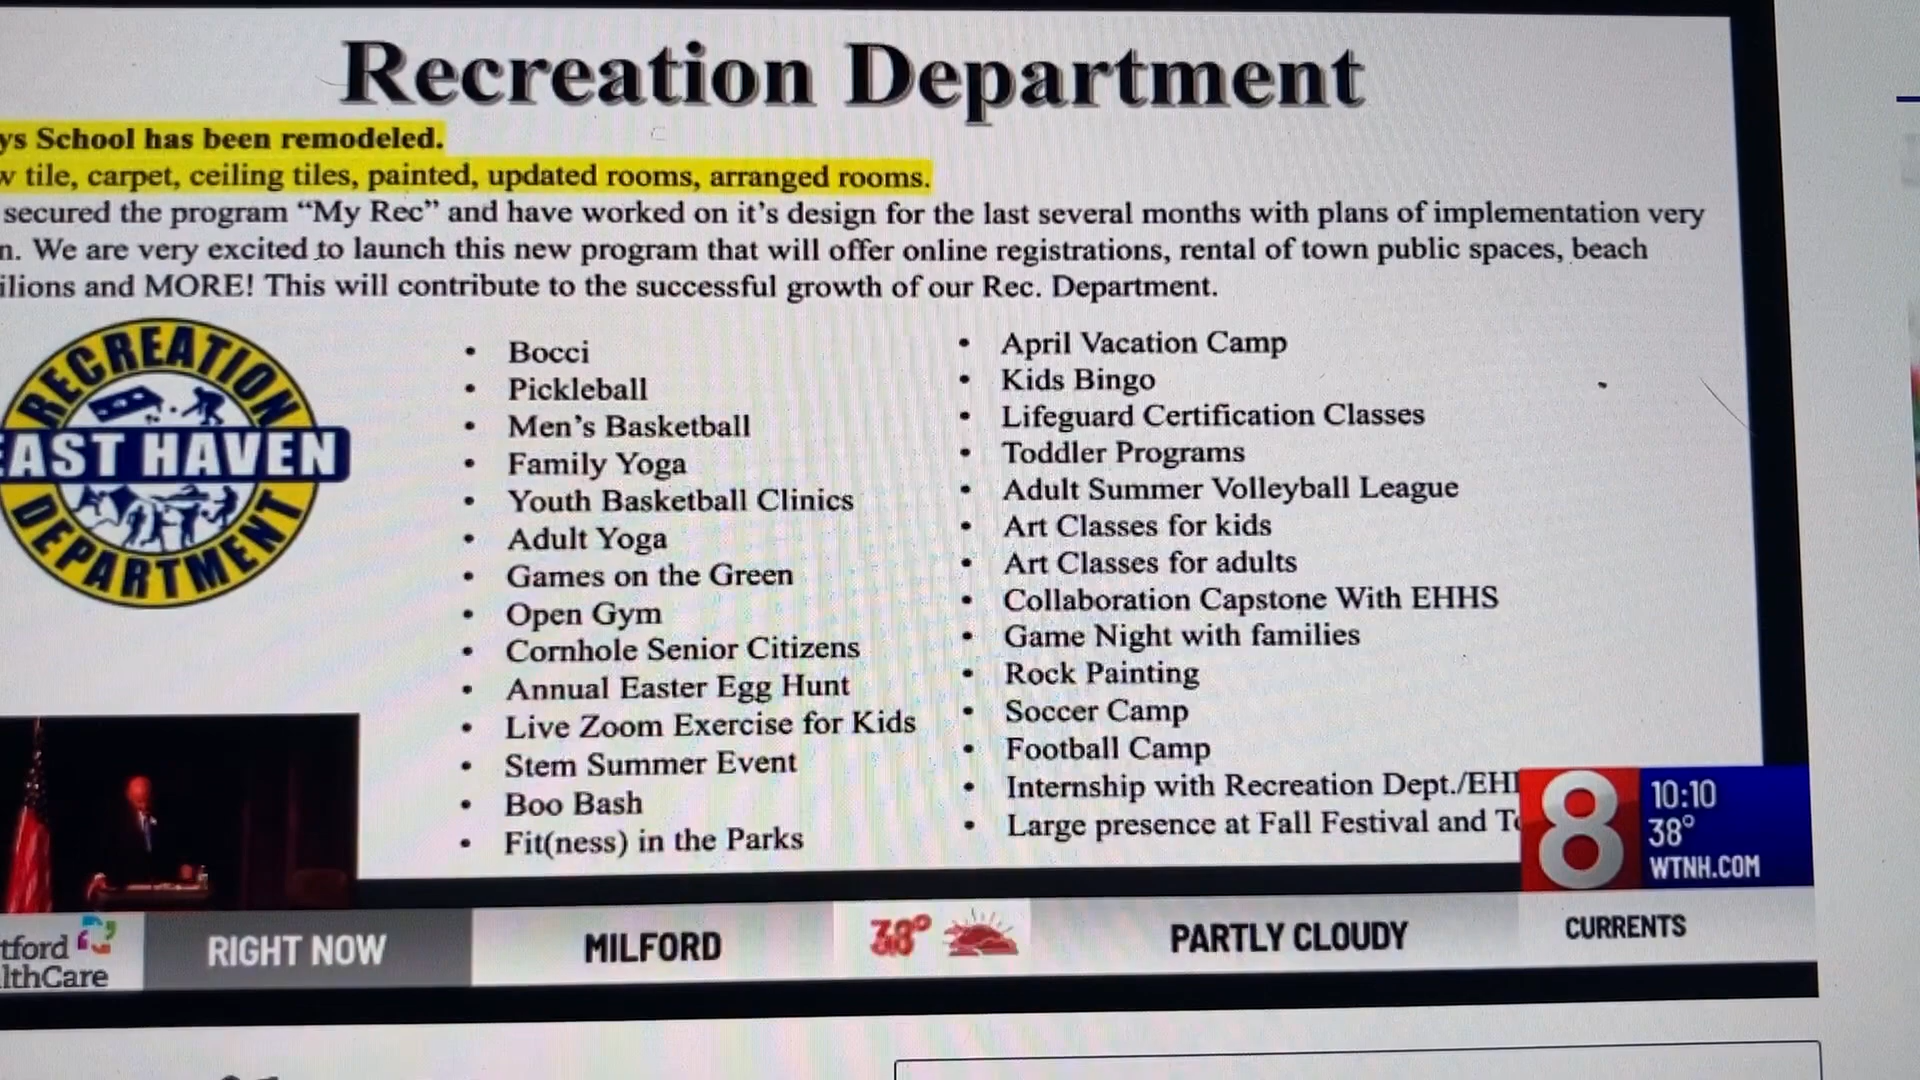 Recreation Department
School has been remodeled.
tile, carpet, ceiling tiles, painted, updated rooms, arranged rooms.
secured the program “My Rec” and have worked on it’s design for the last several months with plans of implementation very
We are very excited to launch this new program that will offer online registrations, rental of town public spaces, beach
and MORE! This will contribute to the successful growth of our Rec. Department.
RECREATION
EAST HAVEN
DEPARTMENT
• Bocci
• Pickleball
• Men’s Basketball
• Family Yoga
• Youth Basketball Clinics
• Adult Yoga
• Games on the Green
• Open Gym
• Cornhole Senior Citizens
• Annual Easter Egg Hunt
• Live Zoom Exercise for Kids
• Stem Summer Event
• Boo Bash
• Fit(ness) in the Parks
• April Vacation Camp
• Kids Bingo
• Lifeguard Certification Classes
• Toddler Programs
• Adult Summer Volleyball League
• Art Classes for kids
• Art Classes for adults
• Collaboration Capstone With EHHS
• Game Night with families
• Rock Painting
• Soccer Camp
• Football Camp
• Internship with Recreation Dept./
• Large presence at Fall Festival and
8
10:10
38°
WTNH.COM
RIGHT NOW
MILFORD
38°
PARTLY CLOUDY
CURRENTS